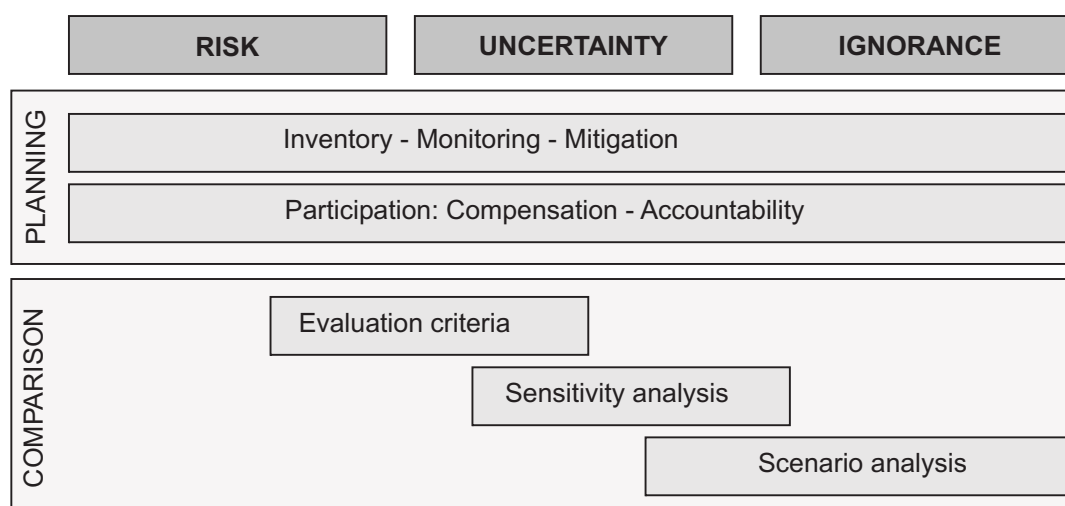 RISK
UNCERTAINTY
IGNORANCE
PLANNING
Inventory - Monitoring - Mitigation
Participation: Compensation - Accountability
COMPARISON
Evaluation criteria
Sensitivity analysis
Scenario analysis